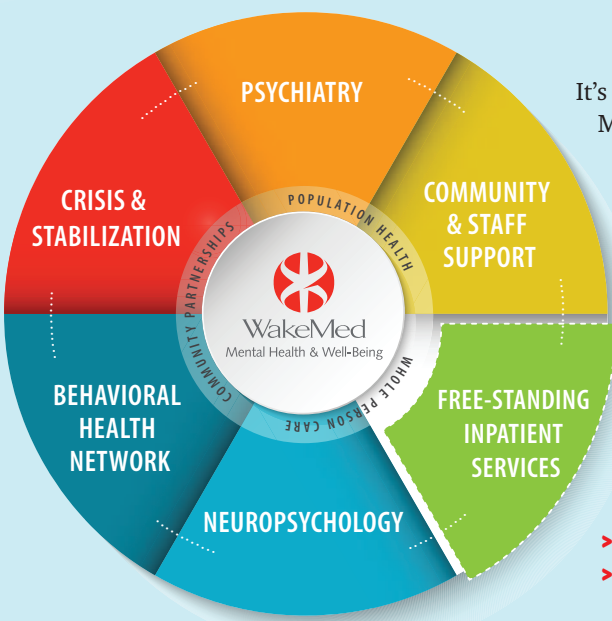 It's
M
PSYCHIATRY
COMMUNITY
& STAFF
SUPPORT
FREE-STANDING
INPATIENT
SERVICES
NEUROPSYCHOLOGY
BEHAVIORAL
HEALTH
NETWORK
CRISIS &
STABILIZATION
POPULATION HEALTH
WHOLE PERSON CARE
COMMUNITY PARTNERSHIPS
WakeMed
Mental Health & Well-Being
>
>